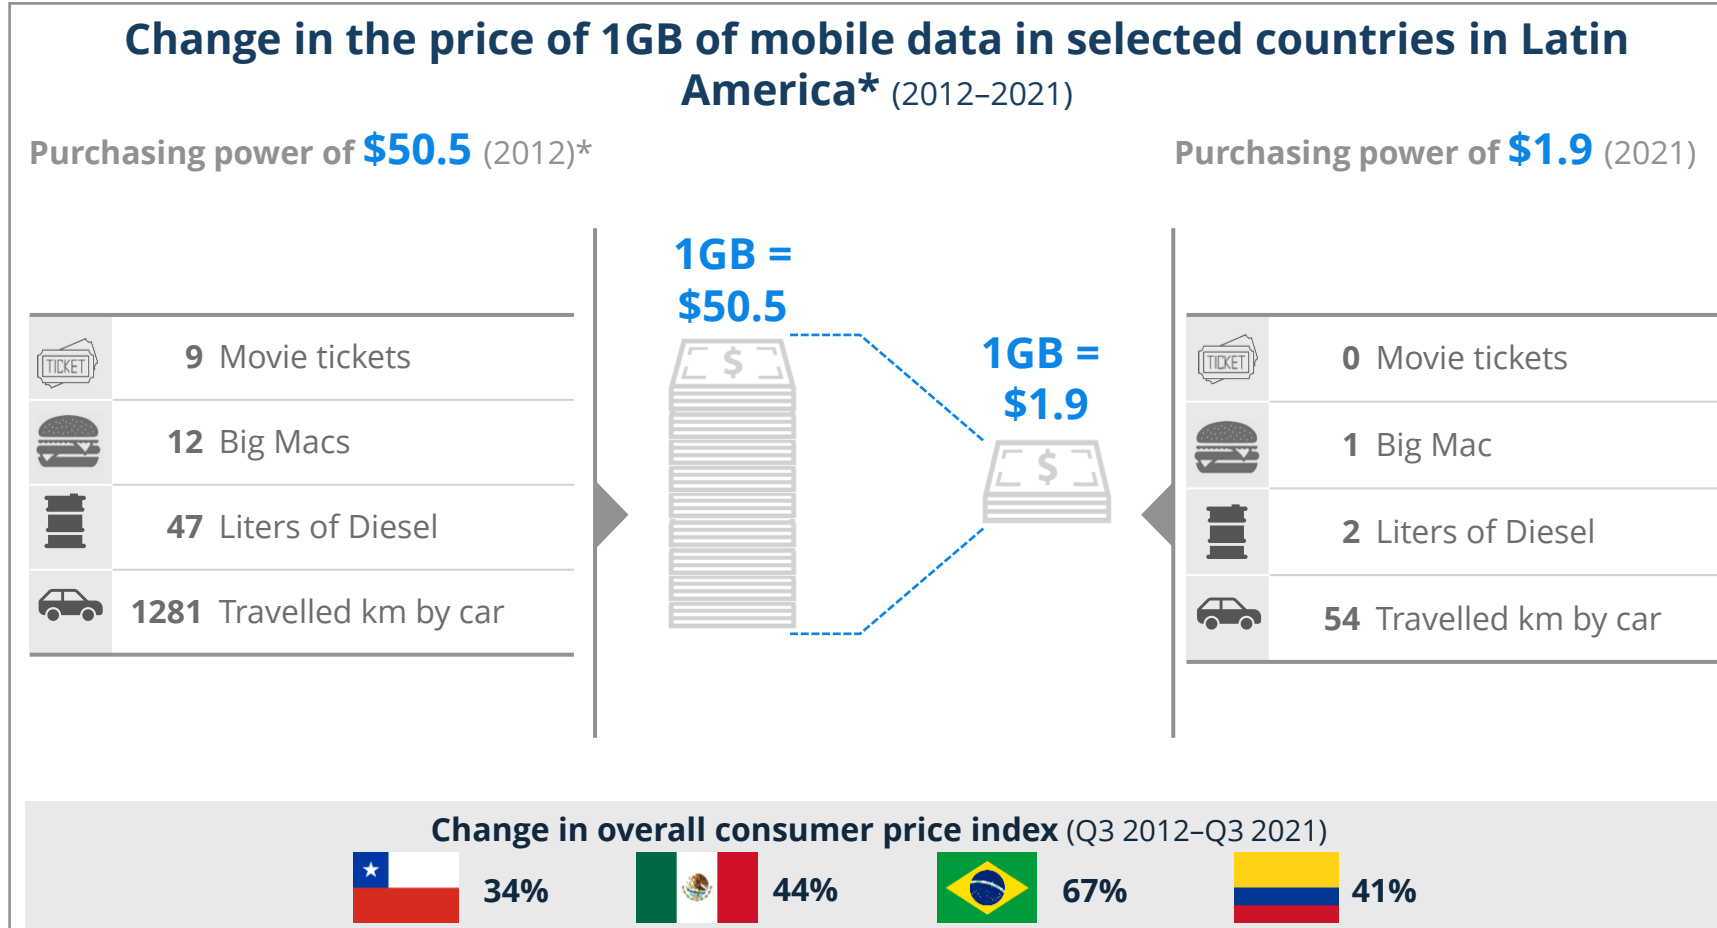 Change in the price of 1GB of mobile data in selected countries in Latin
America* (2012–2021)
Purchasing power of $50.5 (2012)*
Purchasing power of $1.9 (2021)
TICKET
9 Movie tickets
12 Big Macs
47 Liters of Diesel
1281 Travelled km by car
1GB =
$50.5
$
1GB =
$1.9
$
TICKET
0 Movie tickets
1 Big Mac
2 Liters of Diesel
54 Travelled km by car
Change in overall consumer price index (Q3 2012–Q3 2021)
34% 44% 67% 41%